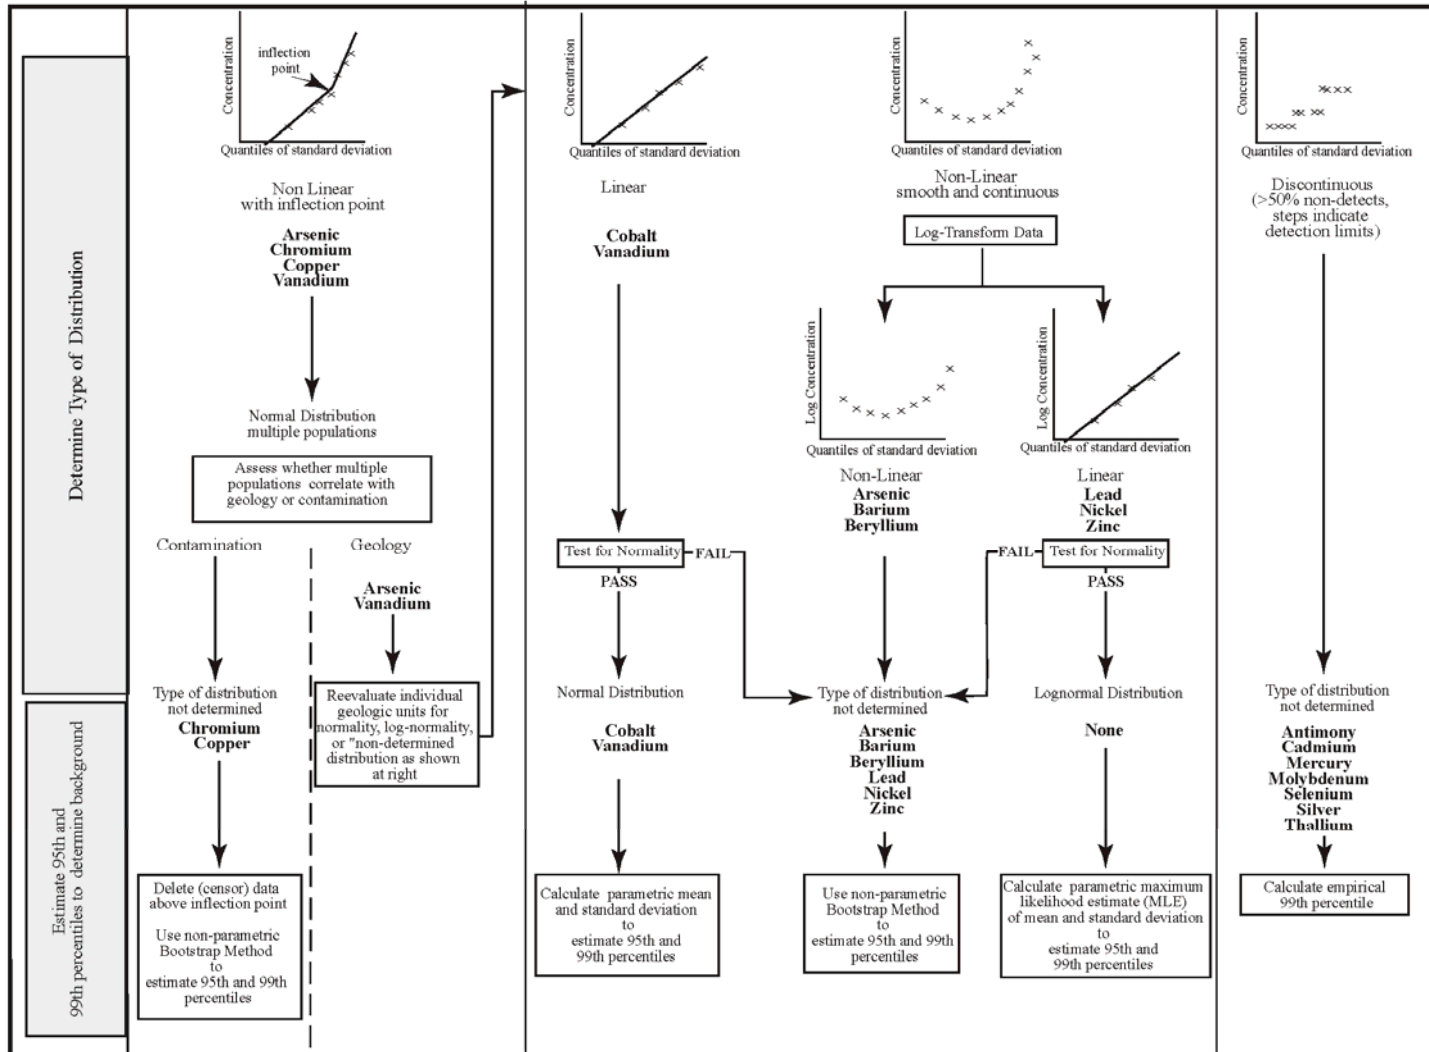 Determine Type of Distribution
Estimate 95th and
99th percentiles to determine background
Concentration
inflection
point
Quantiles of standard deviation
Non Linear
with inflection point
Arsenic
Chromium
Copper
Vanadium
Normal Distribution
multiple populations
Assess whether multiple
populations correlate with
geology or contamination
Contamination
Geology
Arsenic
Vanadium
Type of distribution
not determined
Chromium
Copper
Reevaluate individual
geologic units for
normality, log-normality,
or "non-determined
distribution as shown
at right
Delete (censor) data
above inflection point
Use non-parametric
Bootstrap Method
to
estimate 95th and 99th
percentiles
Concentration
Quantiles of standard deviation
Linear
Cobalt
Vanadium
Test for Normality
FAIL
PASS
Normal Distribution
Cobalt
Vanadium
Calculate parametric mean
and standard deviation
to
estimate 95th and
99th percentiles
Concentration
Quantiles of standard deviation
Non-Linear
smooth and continuous
Log-Transform Data
Log Concentration
Quantiles of standard deviation
Non-Linear
Arsenic
Barium
Beryllium
Type of distribution
not determined
Arsenic
Barium
Beryllium
Lead
Nickel
Zinc
Use non-parametric
Bootstrap Method
to
estimate 95th and 99th
percentiles
Log Concentration
Quantiles of standard deviation
Linear
Lead
Nickel
Zinc
FAIL
Test for Normality
PASS
Lognormal Distribution
None
Calculate parametric maximum
likelihood estimate (MLE)
of mean and standard deviation
to
estimate 95th and
99th percentiles
Concentration
Quantiles of standard deviation
Discontinuous
(>50% non-detects,
steps indicate
detection limits)
Type of distribution
not determined
Antimony
Cadmium
Mercury
Molybdenum
Selenium
Silver
Thallium
Calculate empirical
99th percentile